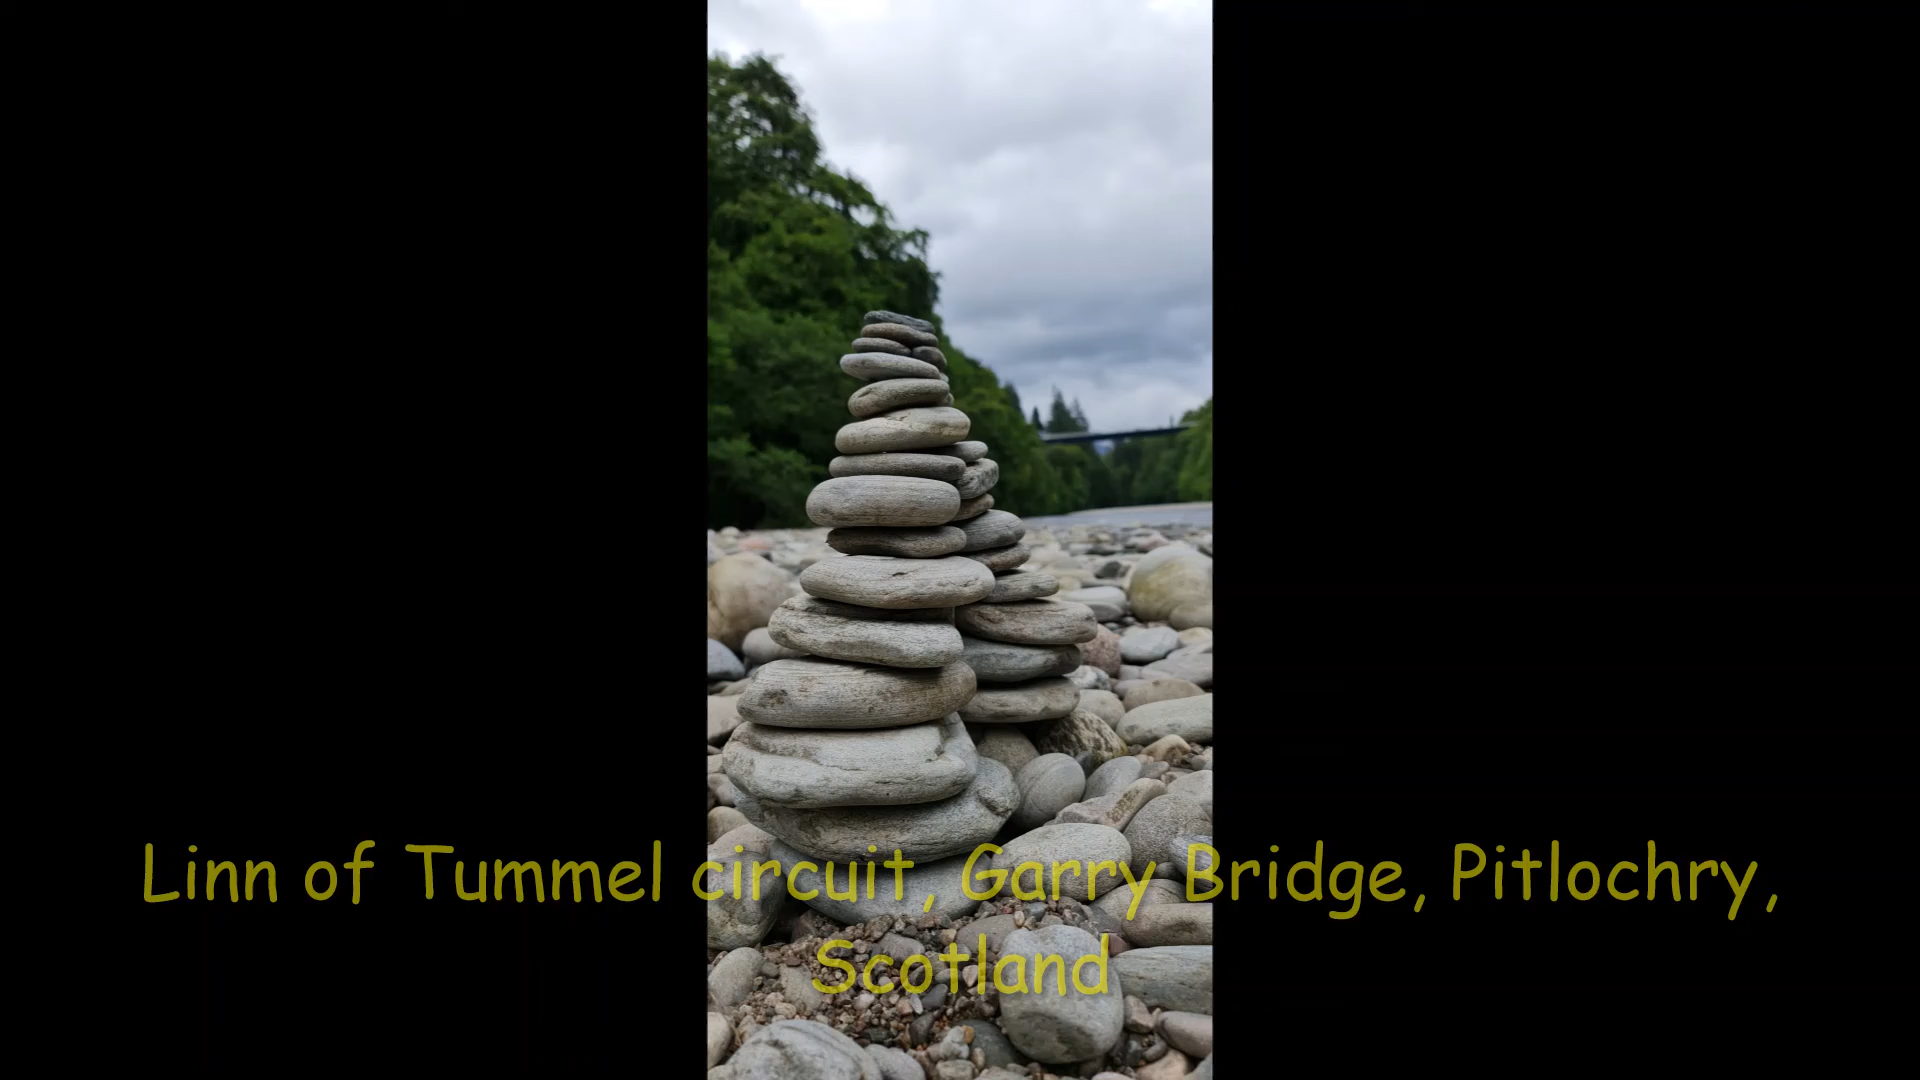 Linn of Tummel circuit, Garry Bridge, Pitlochry,
Scotland